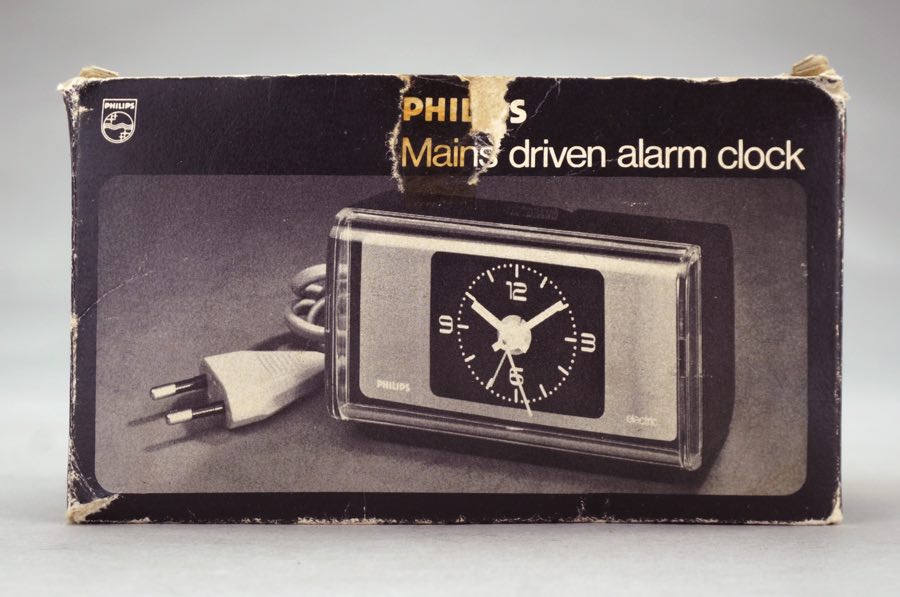 PHILIPS
PHILIPS
Mains driven alarm clock
12
9
3
6
PHILIPS
electric